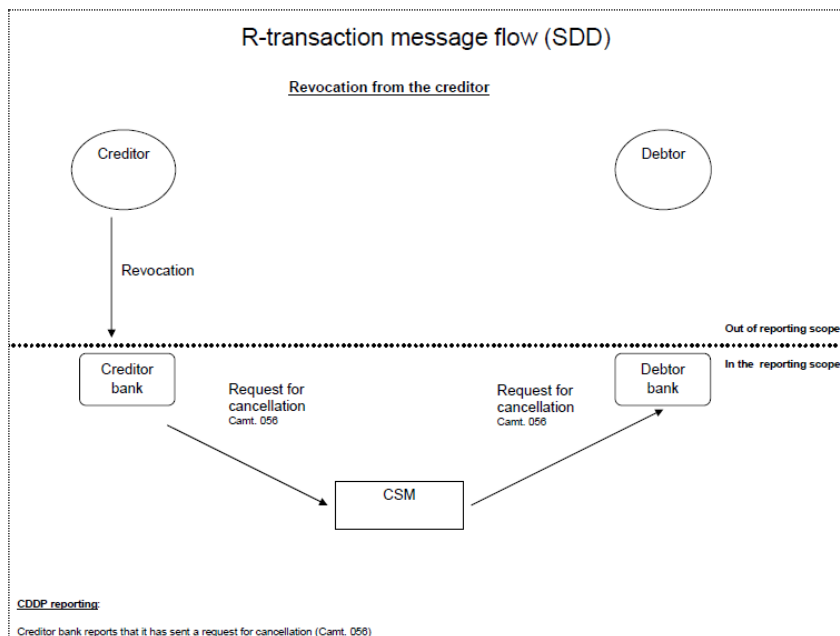 R-transaction message flow (SDD)
Revocation from the creditor
Creditor
Debtor
Revocation
Out of reporting scope
In the reporting scope
Creditor
bank
Debtor
bank
Request for
cancellation
Camt. 056
Request for
cancellation
Camt. 056
CSM
CDDP reporting:
Creditor bank reports that it has sent a request for cancellation (Camt. 056)